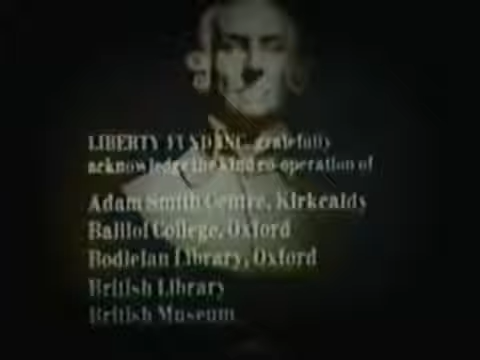 LIBERTY FUND INC. gratefully
acknowledge the kind co-operation of
Adam Smith Centre, Kirkcaldy
Balliol College, Oxford
Bodleian Library, Oxford
British Library
British Museum